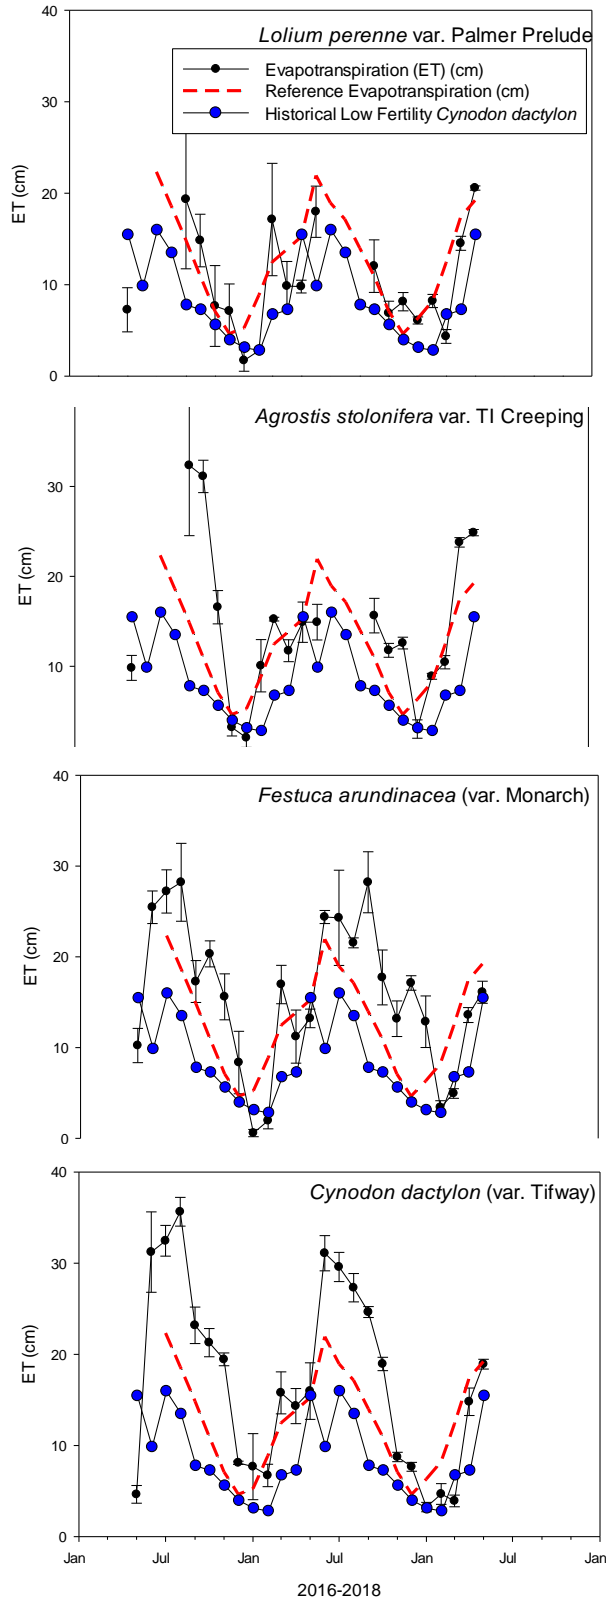 Lolium perenne var. Palmer Prelude
Evapotranspiration (ET) (cm)
Reference Evapotranspiration (cm)
Historical Low Fertility Cynodon dactylon
40
30
20
10
0
ET (cm)
Agrostis stolonifera var. TI Creeping
30
20
10
ET (cm)
Festuca arundinacea (var. Monarch)
40
30
20
10
0
ET (cm)
Cynodon dactylon (var. Tifway)
40
30
20
10
0
ET (cm)
Jan Jul Jan Jul Jan Jul Jan
2016-2018